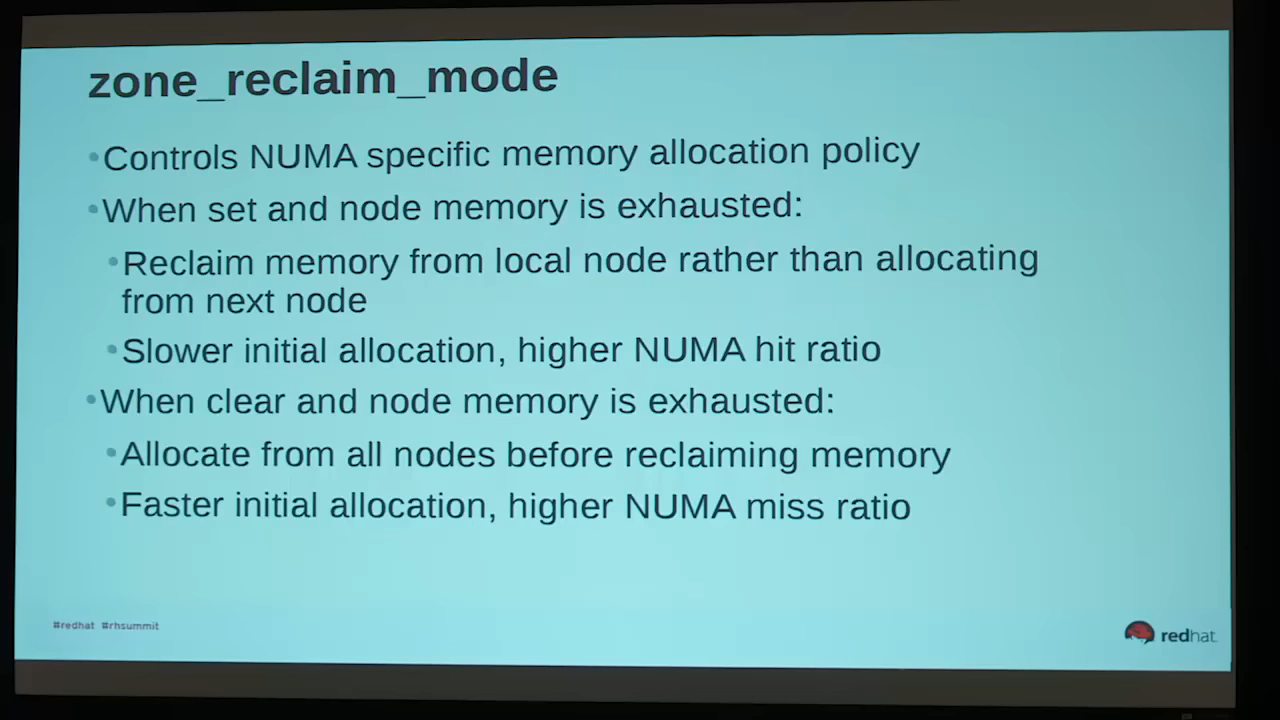 zone_reclaim_mode
•Controls NUMA specific memory allocation policy
•When set and node memory is exhausted:
•Reclaim memory from local node rather than allocating
from next node
•Slower initial allocation, higher NUMA hit ratio
•When clear and node memory is exhausted:
•Allocate from all nodes before reclaiming memory
•Faster initial allocation, higher NUMA miss ratio
#redhat #rhsummit
redhat.